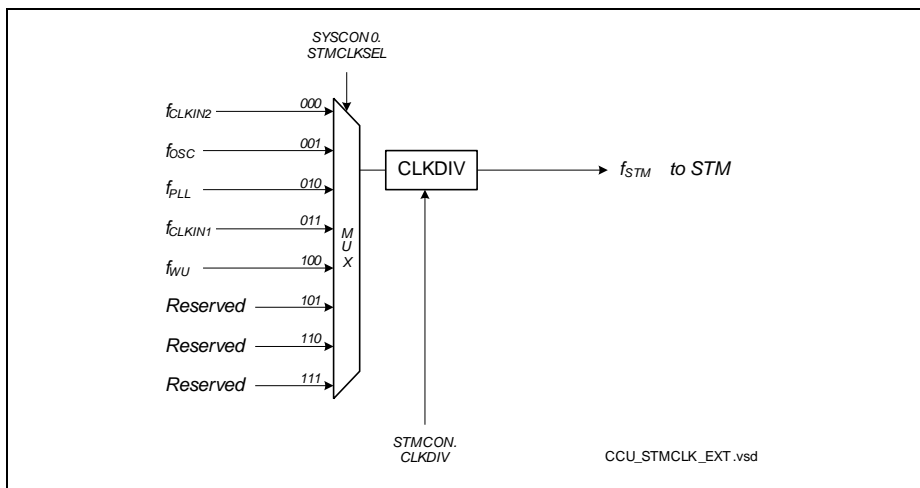 SYSCON0.
STMCLKSEL
fCLKIN2 000
fOSC 001
fPLL 010
fCLKIN1 011
fWU 100
Reserved 101
Reserved 110
Reserved 111
M
U
X
CLKDIV
fSTM to STM
STMCON.
CLKDIV
CCU_STMCLK_EXT.vsd